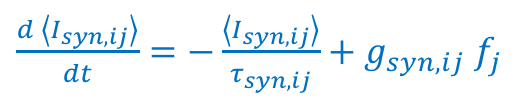 d ⟨I_{syn,ij}⟩ / dt = − ⟨I_{syn,ij}⟩ / τ_{syn,ij} + g_{syn,ij} f_j